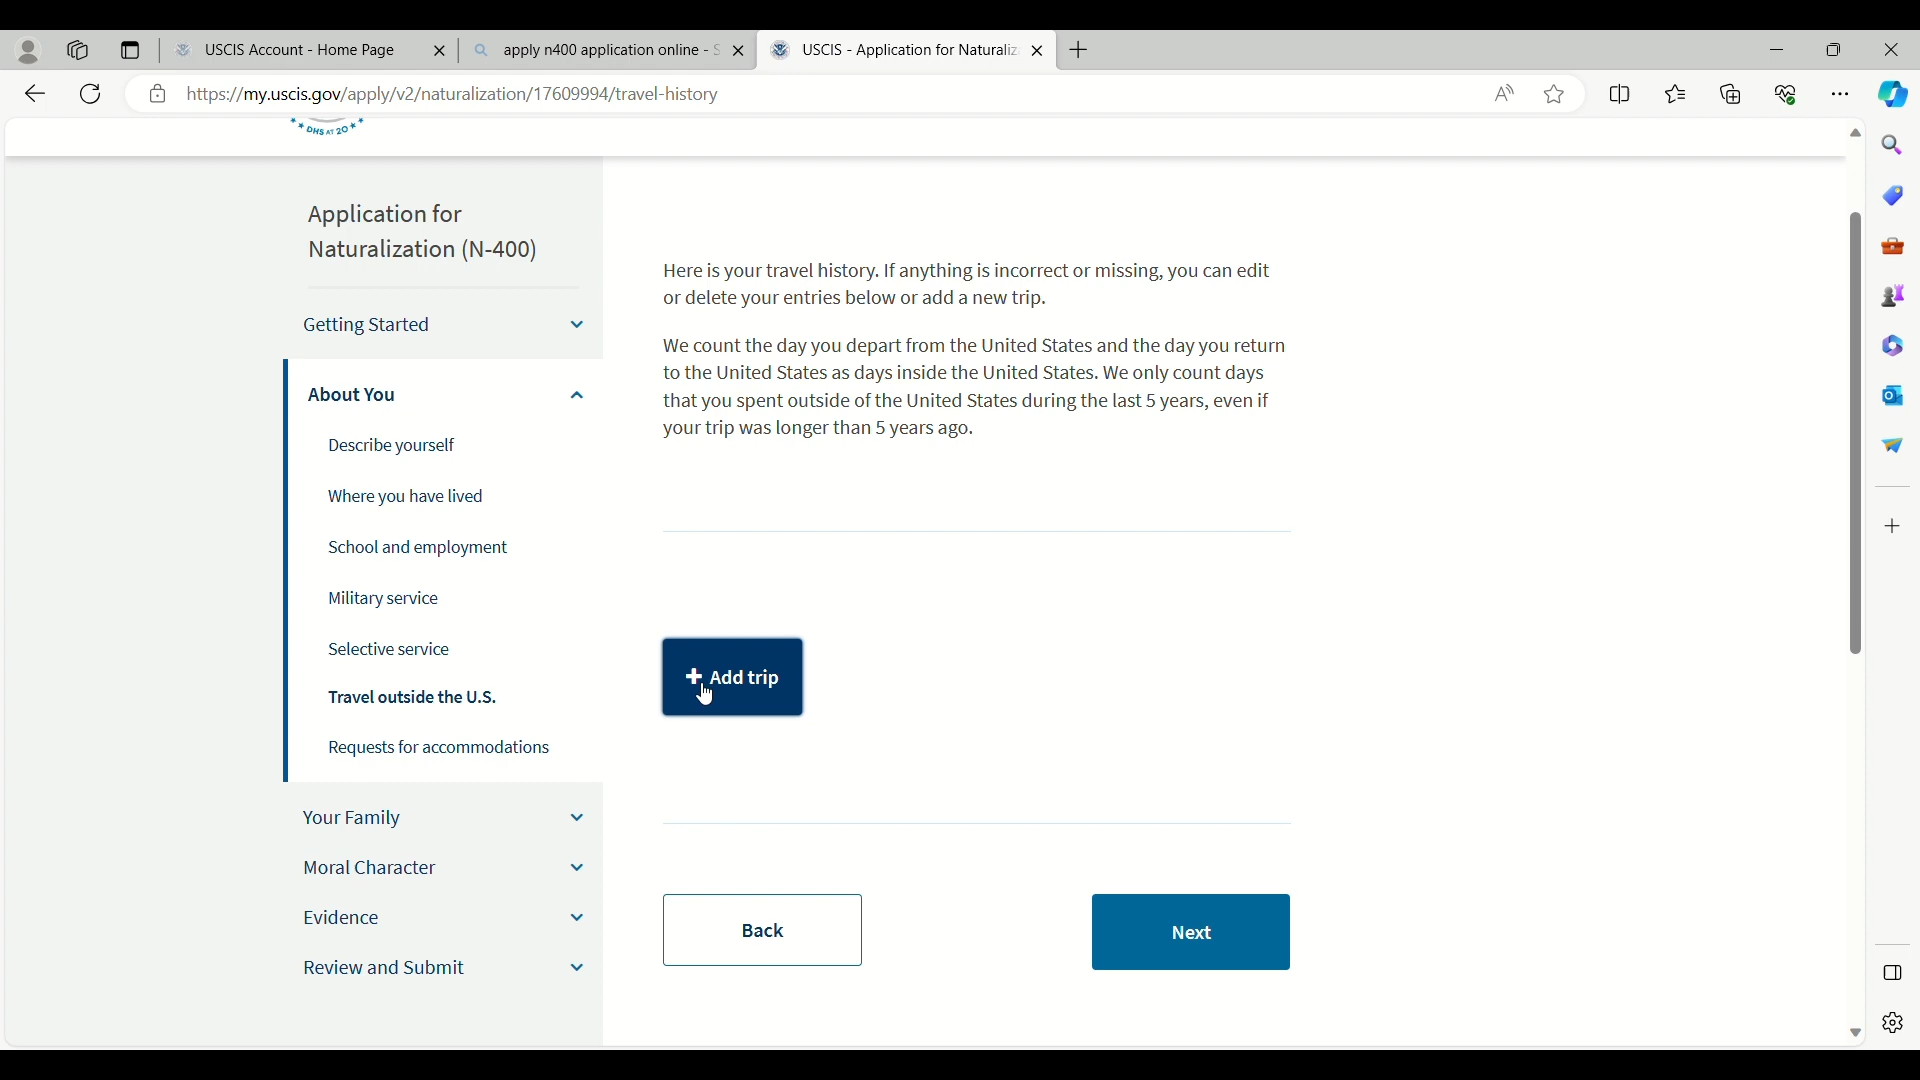 USCIS Account - Home Page
apply n400 application online - S
USCIS - Application for Naturaliz
https://my.uscis.gov/apply/v2/naturalization/17609994/travel-history
DHS AT 20
Application for
Naturalization (N-400)
Getting Started
About You
Describe yourself
Where you have lived
School and employment
Military service
Selective service
Travel outside the U.S.
Requests for accommodations
Your Family
Moral Character
Evidence
Review and Submit
Here is your travel history. If anything is incorrect or missing, you can edit
or delete your entries below or add a new trip.
We count the day you depart from the United States and the day you return
to the United States as days inside the United States. We only count days
that you spent outside of the United States during the last 5 years, even if
your trip was longer than 5 years ago.
+ Add trip
Back
Next